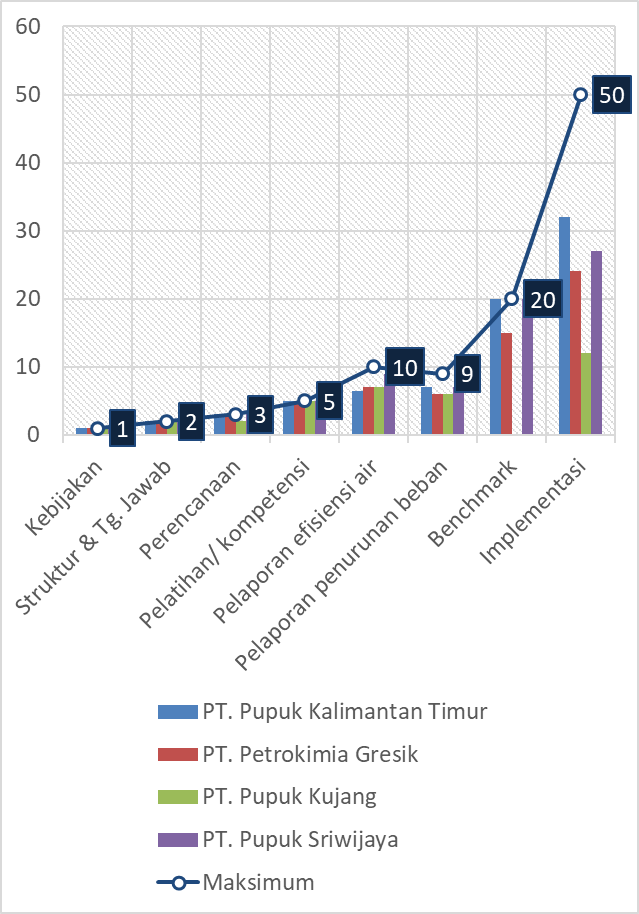 60
50
40
30
20
10
0
1
2
3
5
10
9
20
50
Kebijakan
Struktur & Tg. Jawab
Perencanaan
Pelatihan/ kompetensi
Pelaporan efisiensi air
Pelaporan penurunan beban
Benchmark
Implementasi
PT. Pupuk Kalimantan Timur
PT. Petrokimia Gresik
PT. Pupuk Kujang
PT. Pupuk Sriwijaya
Maksimum